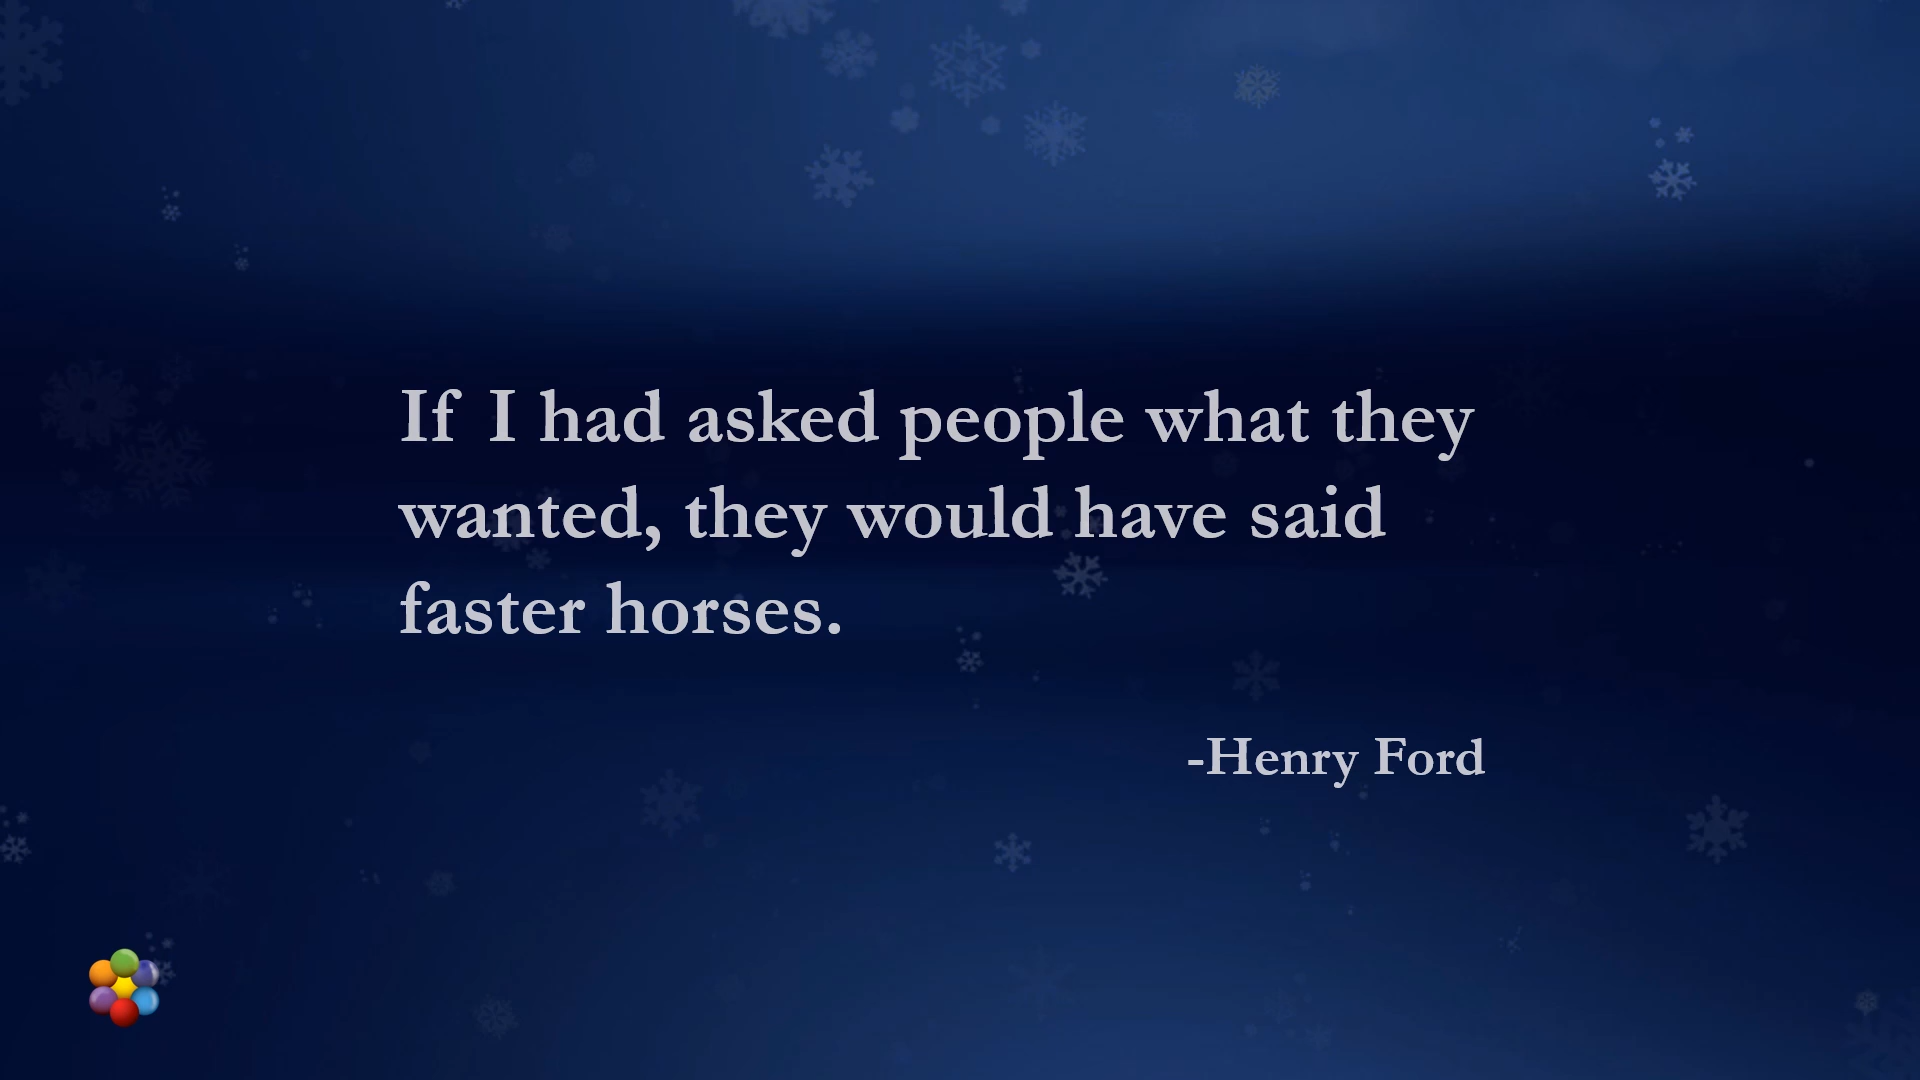 If I had asked people what they
wanted, they would have said
faster horses.
-Henry Ford